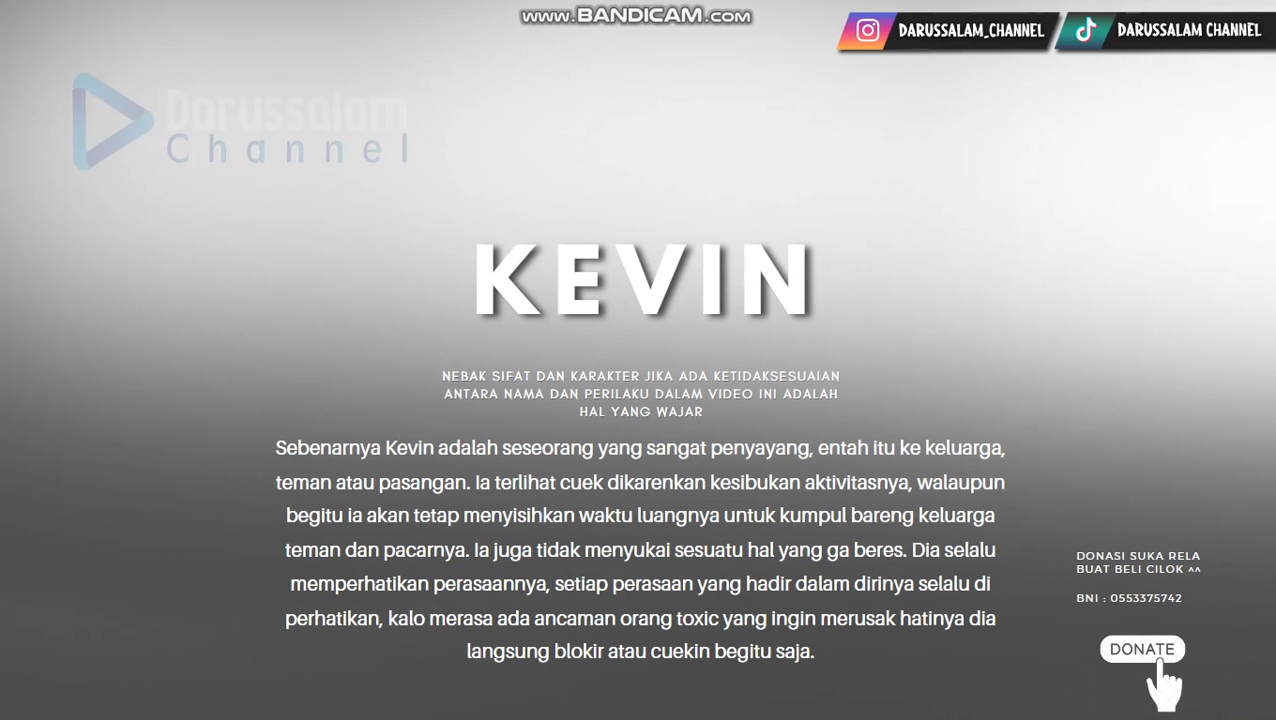 www.BANDICAM.com
DARUSSALAM_CHANNEL
DARUSSALAM CHANNEL
Darussalam
Channel
KEVIN
NEBAK SIFAT DAN KARAKTER JIKA ADA KETIDAKSESUAIAN
ANTARA NAMA DAN PERILAKU DALAM VIDEO INI ADALAH
HAL YANG WAJAR
Sebenarnya Kevin adalah seseorang yang sangat penyayang, entah itu ke keluarga,
teman atau pasangan. Ia terlihat cuek dikarenkan kesibukan aktivitasnya, walaupun
begitu ia akan tetap menyisihkan waktu luangnya untuk kumpul bareng keluarga
teman dan pacarnya. Ia juga tidak menyukai sesuatu hal yang ga beres. Dia selalu
memperhatikan perasaannya, setiap perasaan yang hadir dalam dirinya selalu di
perhatikan, kalo merasa ada ancaman orang toxic yang ingin merusak hatinya dia
langsung blokir atau cuekin begitu saja.
DONASI SUKA RELA
BUAT BELI CILOK ^^
BNI : 0553375742
DONATE